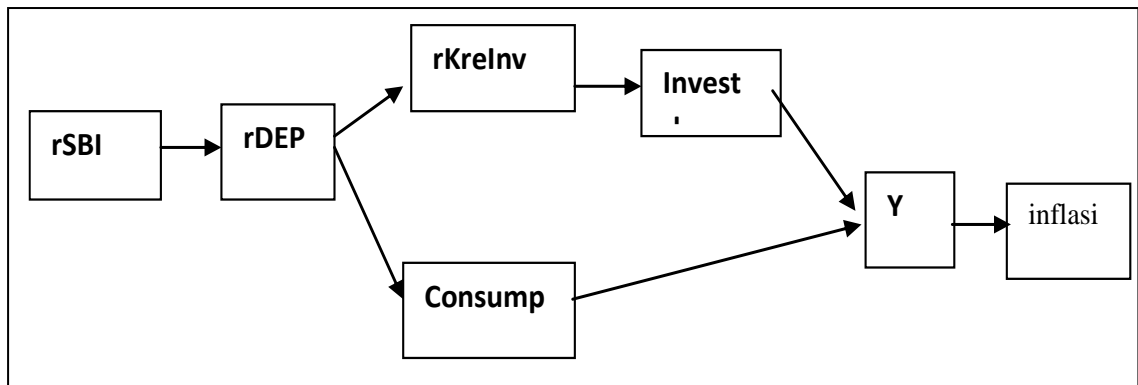 rSBI
rDEP
rKreInv
Invest
Consump
Y
inflasi